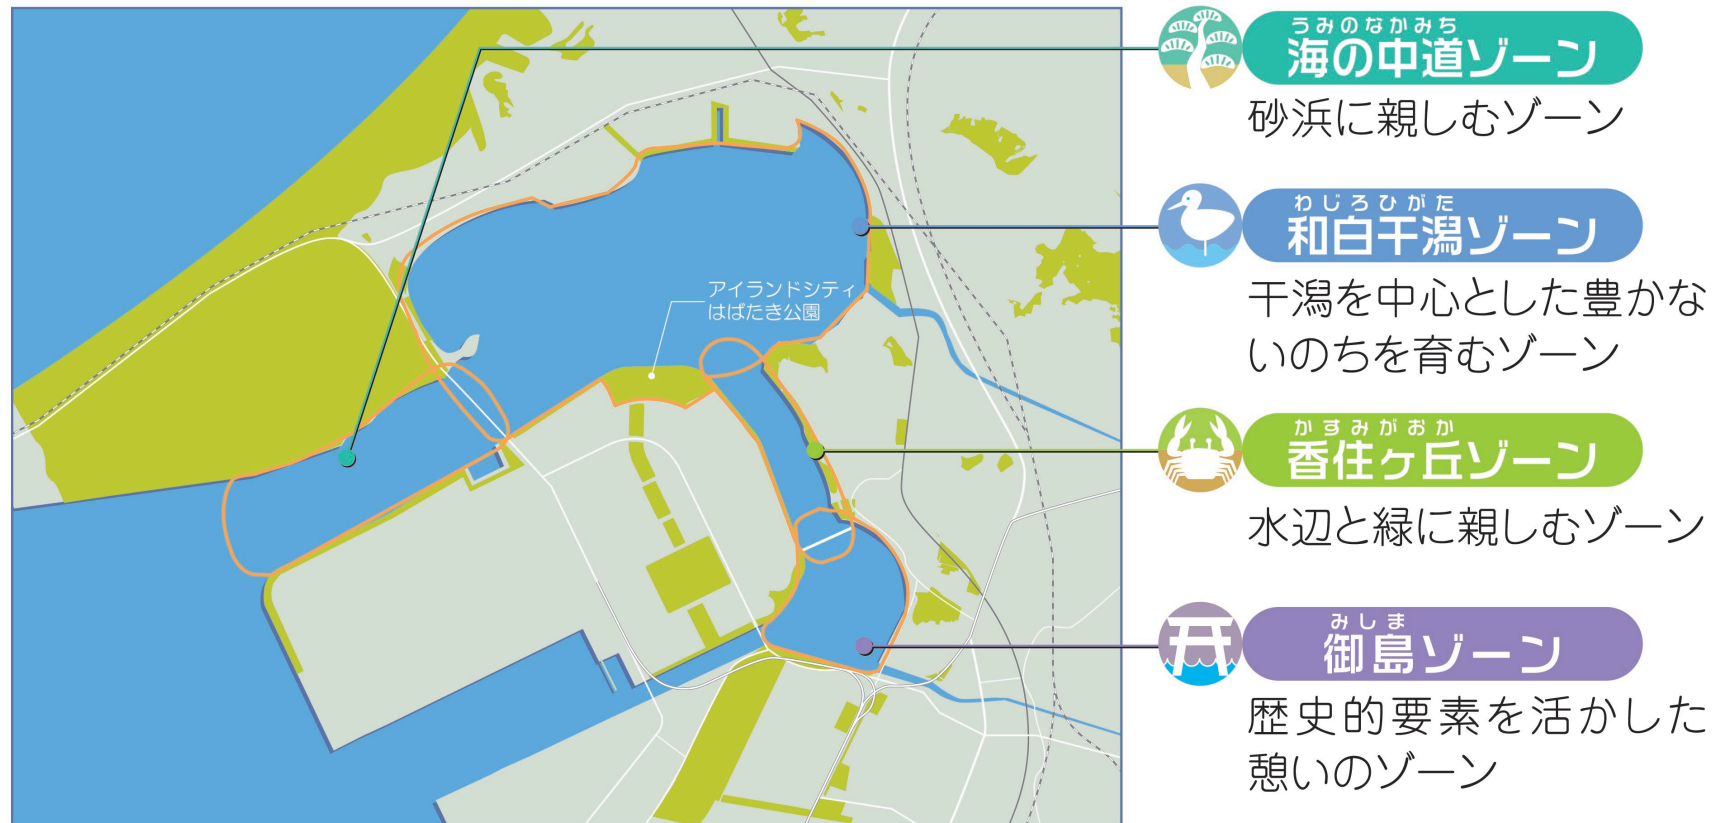 アイランドシティ
はばたき公園
うみのなかみち
海の中道ゾーン
砂浜に親しむゾーン
わじろひがた
和白干潟ゾーン
干潟を中心とした豊かな
いのちを育むゾーン
かすみがおか
香住ヶ丘ゾーン
水辺と緑に親しむゾーン
みしま
御島ゾーン
歴史的要素を活かした
憩いのゾーン